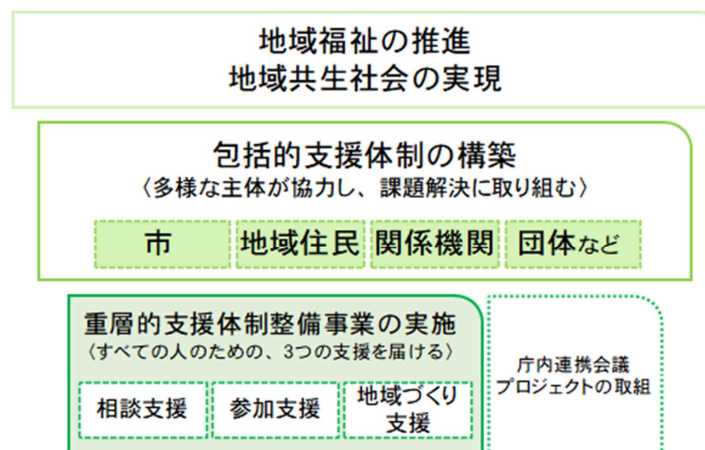 地域福祉の推進
地域共生社会の実現
包括的支援体制の構築
〈多様な主体が協力し、課題解決に取り組む〉
市 地域住民 関係機関 団体など
重層的支援体制整備事業の実施
〈すべての人のための、3つの支援を届ける〉
相談支援 参加支援 地域づくり
支援
庁内連携会議
プロジェクトの取組